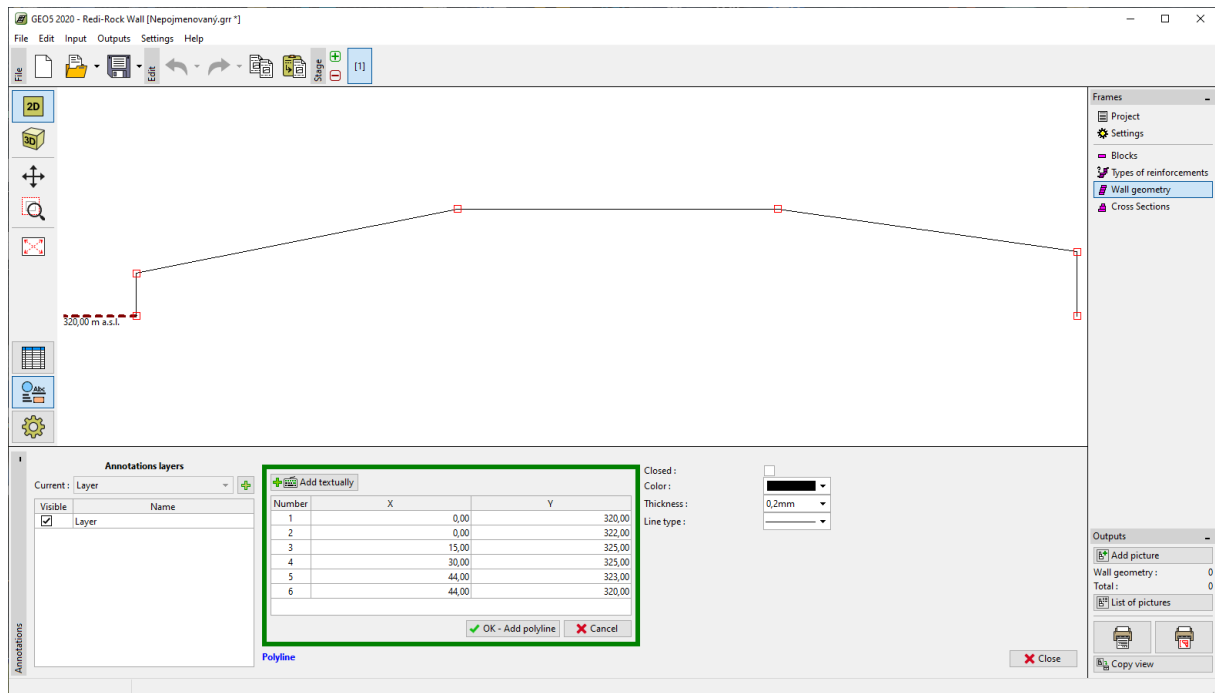 GEO5 2020 - Redi-Rock Wall [Nepojmenovaný.grr *]
File Edit Input Outputs Settings Help
File
Edit
Stage
[1]
2D
3D
Abc
320,00 m a.s.l.
Frames
Project
Settings
Blocks
Types of reinforcements
Wall geometry
Cross Sections
Annotations
Annotations layers
Current : Layer
Visible Name
Layer
Add textually
Number X Y
1 0,00 320,00
2 0,00 322,00
3 15,00 325,00
4 30,00 325,00
5 44,00 323,00
6 44,00 320,00
OK - Add polyline Cancel
Polyline
Closed :
Color :
Thickness : 0,2mm
Line type :
Close
Outputs
Add picture
Wall geometry : 0
Total : 0
List of pictures
Copy view